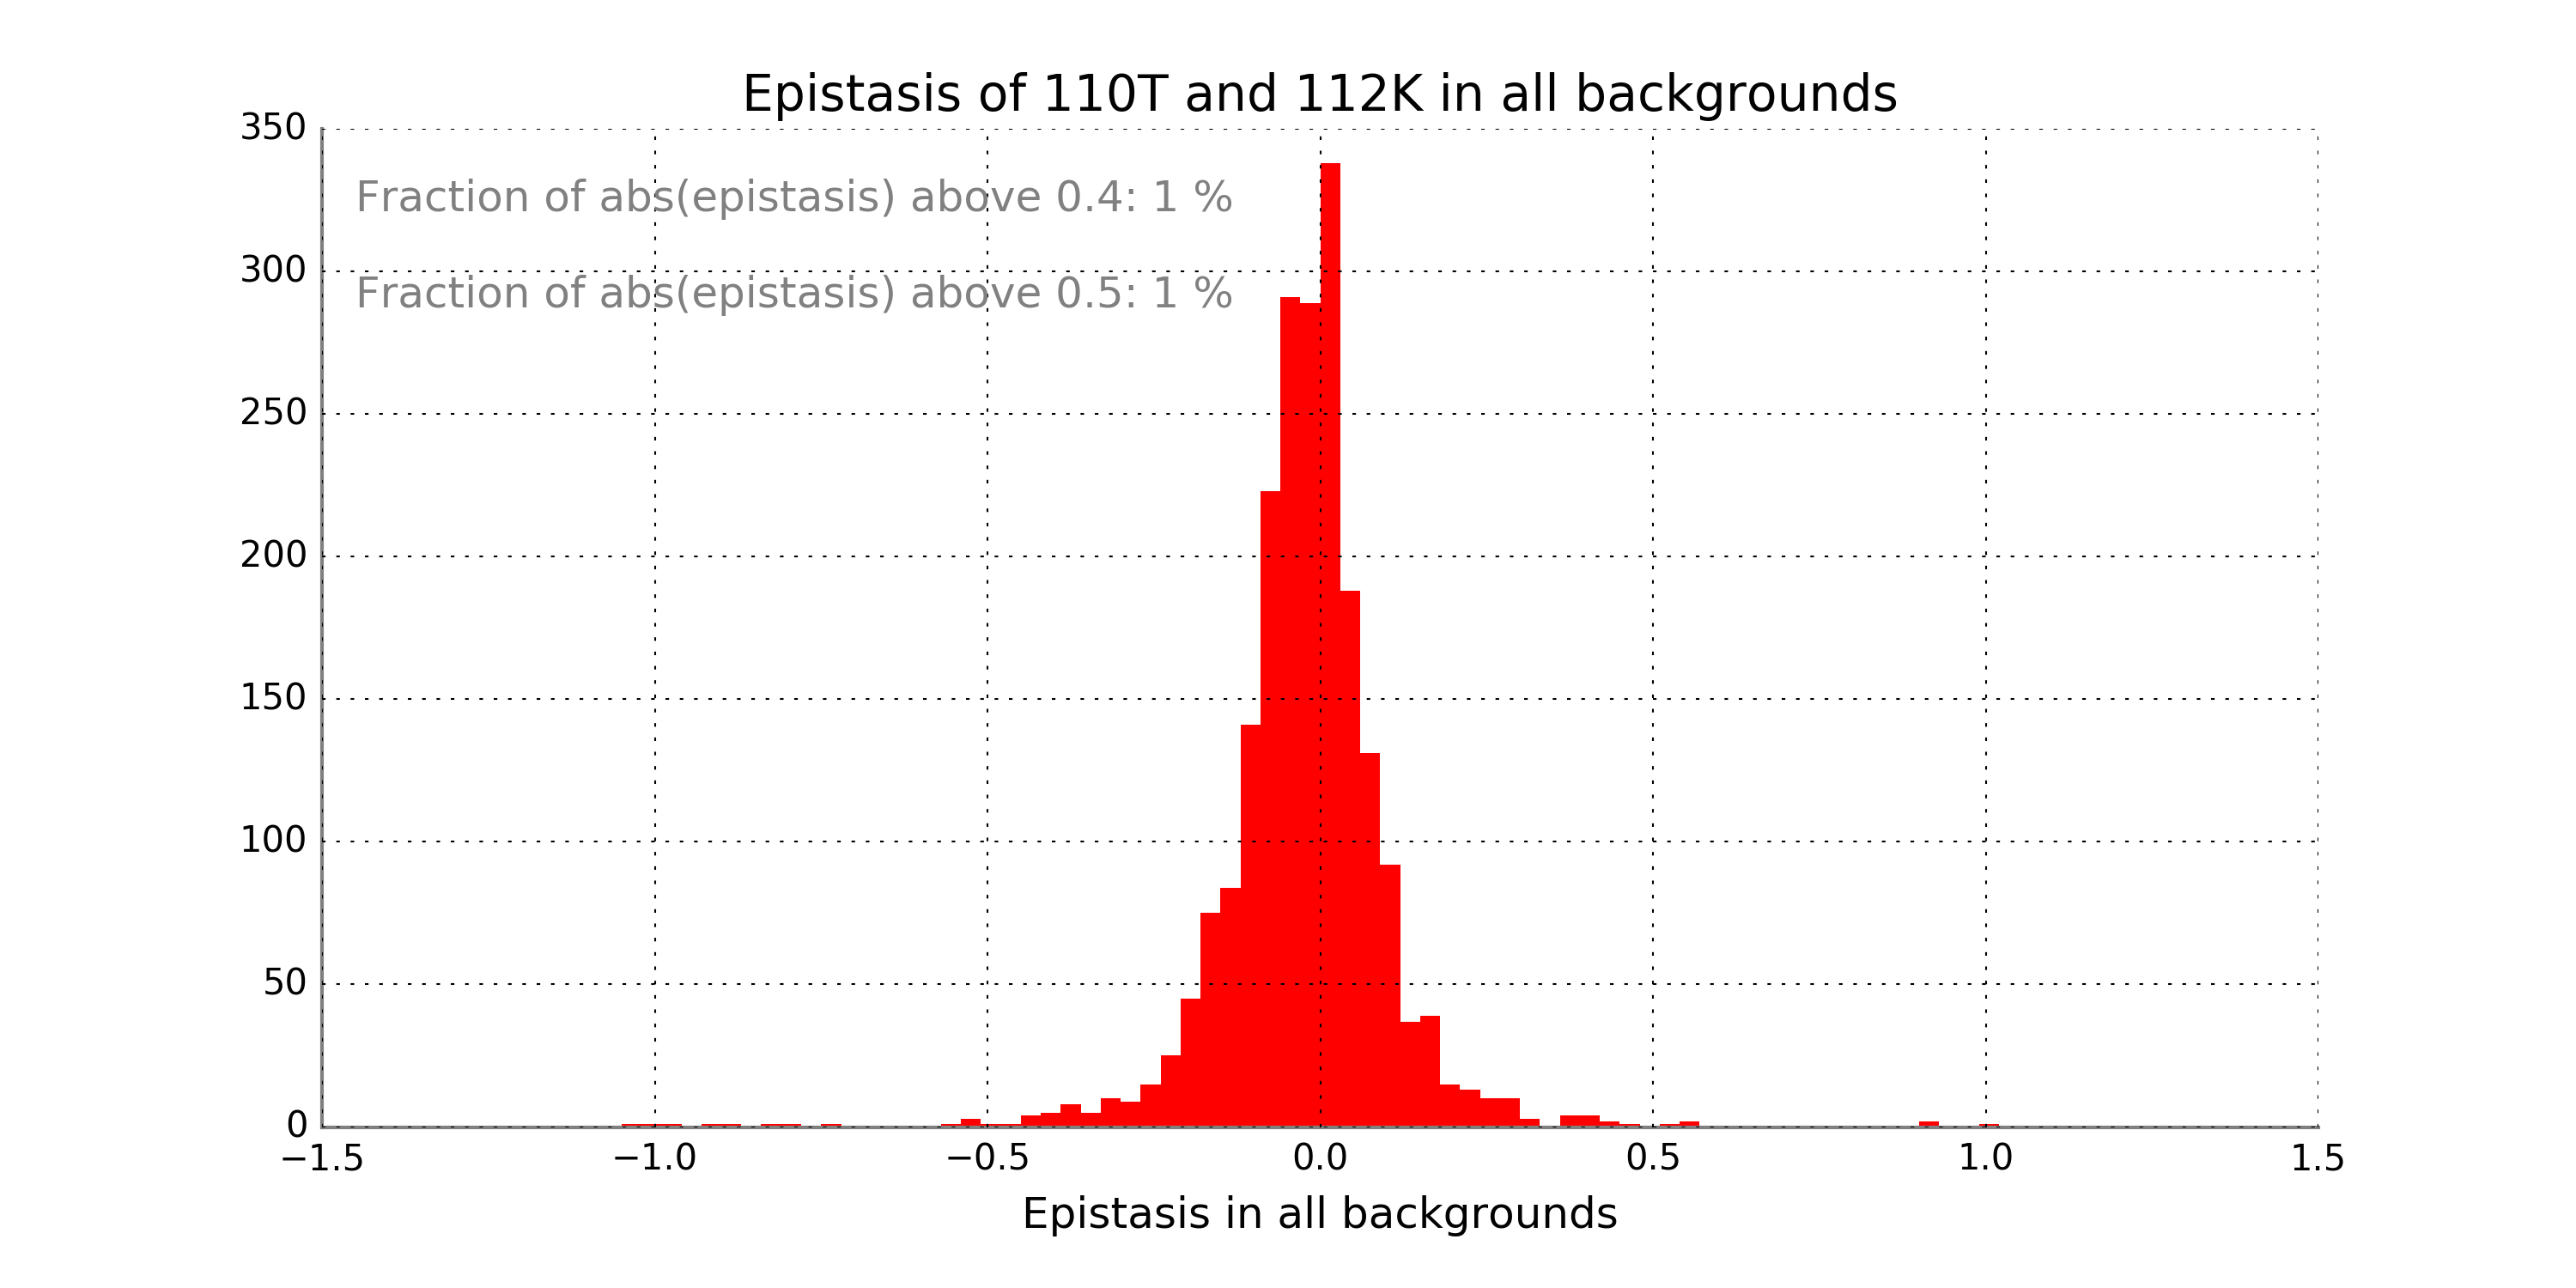 Epistasis of 110T and 112K in all backgrounds
350
Fraction of abs(epistasis) above 0.4: 1 %
300
Fraction of abs(epistasis) above 0.5: 1 %
250
200
150
100
50
0
−1.5 −1.0 −0.5 0.0 0.5 1.0 1.5
Epistasis in all backgrounds